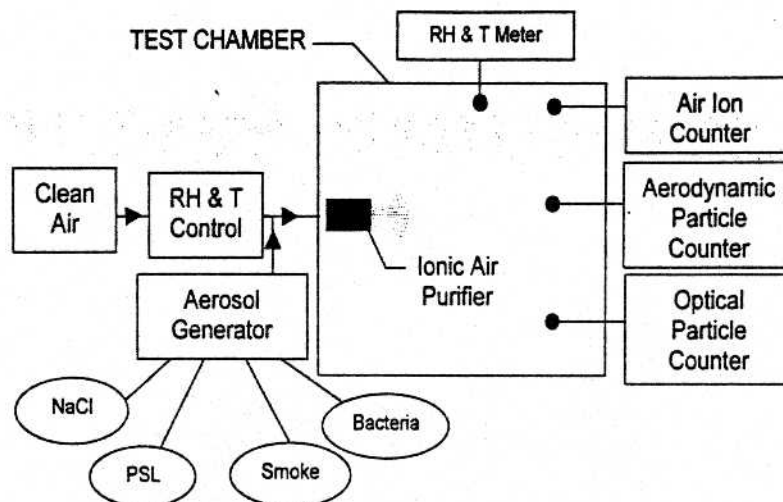 TEST CHAMBER
RH & T Meter
Air Ion
Counter
Clean
Air
RH & T
Control
Aerodynamic
Particle
Counter
Ionic Air
Purifier
Aerosol
Generator
Optical
Particle
Counter
NaCl
PSL
Smoke
Bacteria